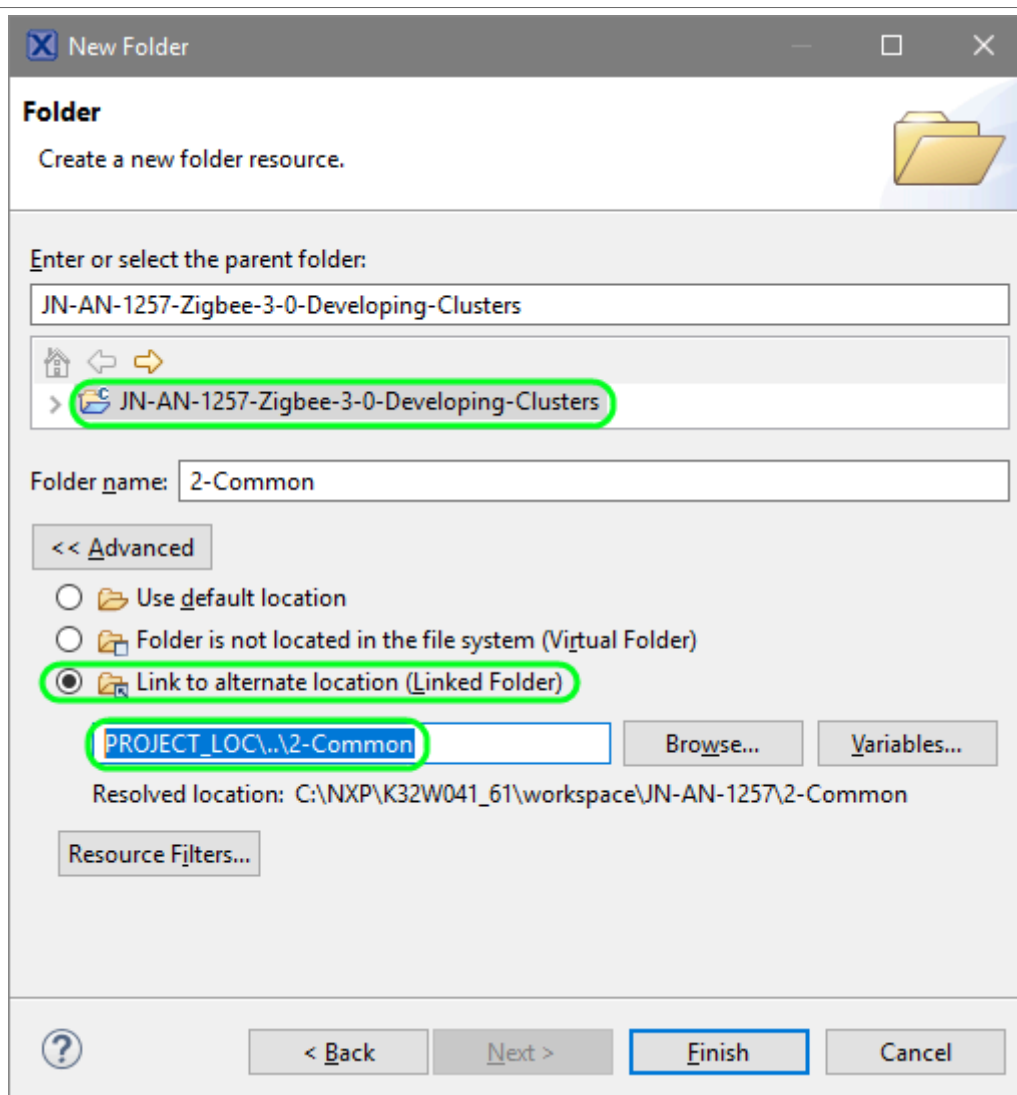 New Folder
Folder
Create a new folder resource.
Enter or select the parent folder:
JN-AN-1257-Zigbee-3-0-Developing-Clusters
JN-AN-1257-Zigbee-3-0-Developing-Clusters
Folder name: 2-Common
<< Advanced
Use default location
Folder is not located in the file system (Virtual Folder)
Link to alternate location (Linked Folder)
PROJECT_LOC\..\2-Common Browse... Variables...
Resolved location: C:\NXP\K32W041_61\workspace\JN-AN-1257\2-Common
Resource Filters...
? < Back Next > Finish Cancel